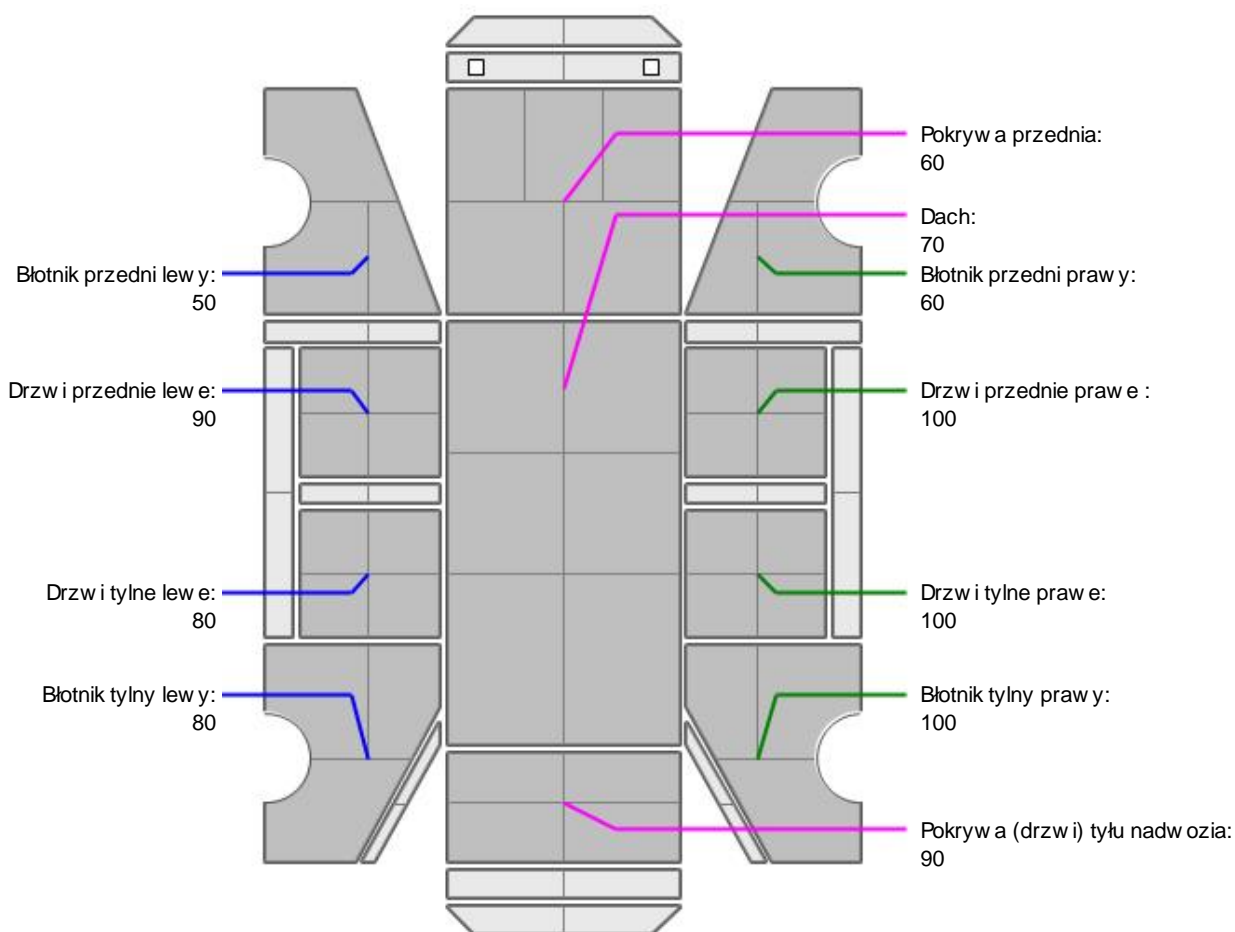 Pokrywa przednia:
60
Dach:
70
Błotnik przedni lewy:
50
Błotnik przedni prawy:
60
Drzwi przednie lewe:
90
Drzwi przednie prawe :
100
Drzwi tylne lewe:
80
Drzwi tylne prawe:
100
Błotnik tylny lewy:
80
Błotnik tylny prawy:
100
Pokrywa (drzwi) tyłu nadwozia:
90